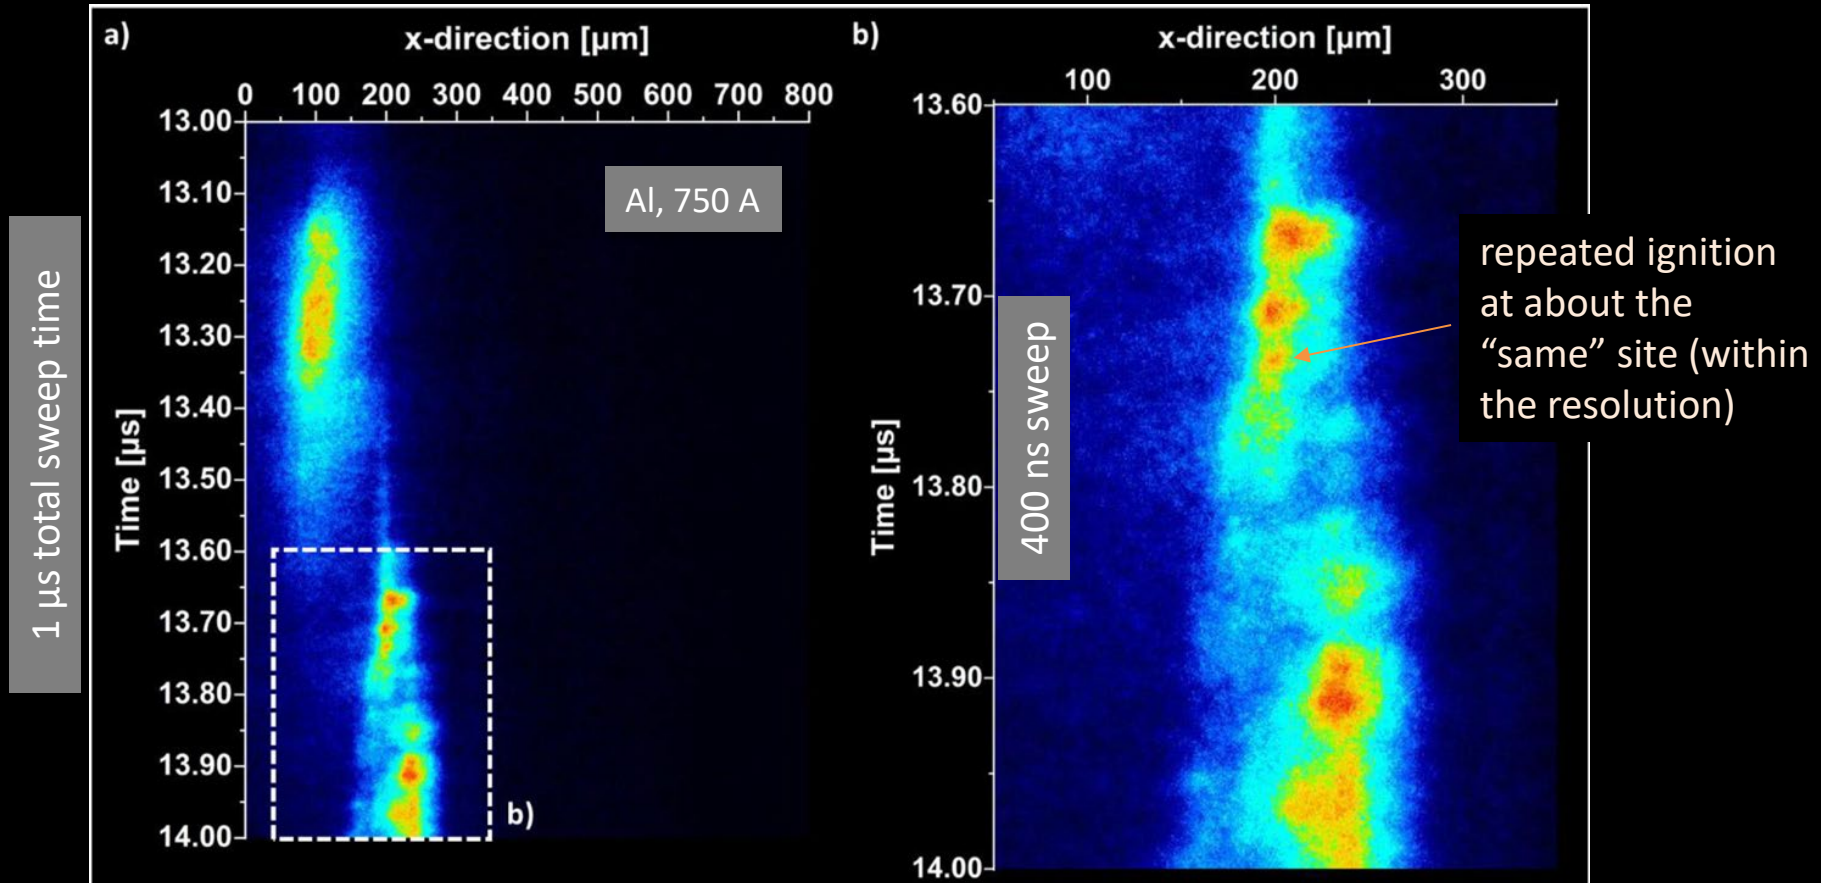 a)
x-direction [µm]
0 100 200 300 400 500 600 700 800
13.00
13.10
13.20
13.30
13.40
13.50
13.60
13.70
13.80
13.90
14.00
Time [µs]
1 µs total sweep time
Al, 750 A
b)
b)
x-direction [µm]
100 200 300
13.60
13.70
13.80
13.90
14.00
Time [µs]
400 ns sweep
repeated ignition
at about the
“same” site (within
the resolution)